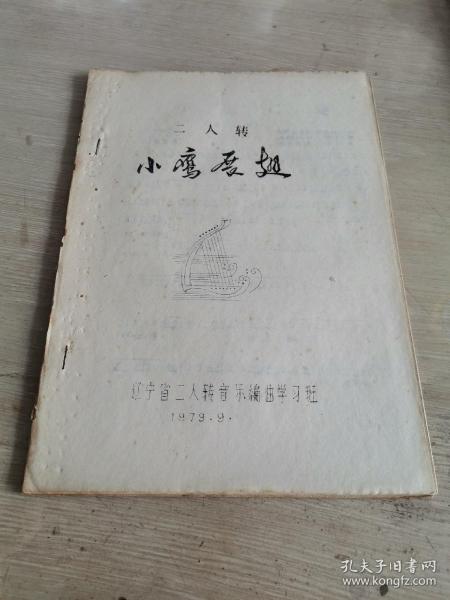 二人转
小鹰展翅
辽宁省二人转音乐编曲学习班
1979.9.
孔夫子旧书网
www.kongfz.com